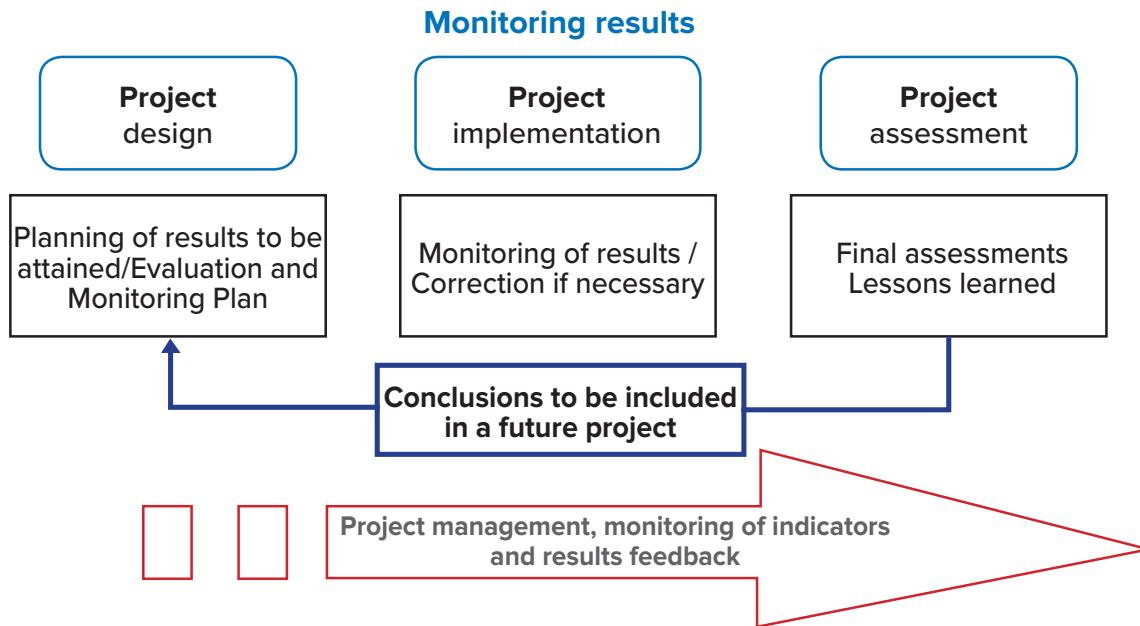 Monitoring results
Project
design
Project
implementation
Project
assessment
Planning of results to be
attained/Evaluation and
Monitoring Plan
Monitoring of results /
Correction if necessary
Final assessments
Lessons learned
Conclusions to be included
in a future project
Project management, monitoring of indicators
and results feedback